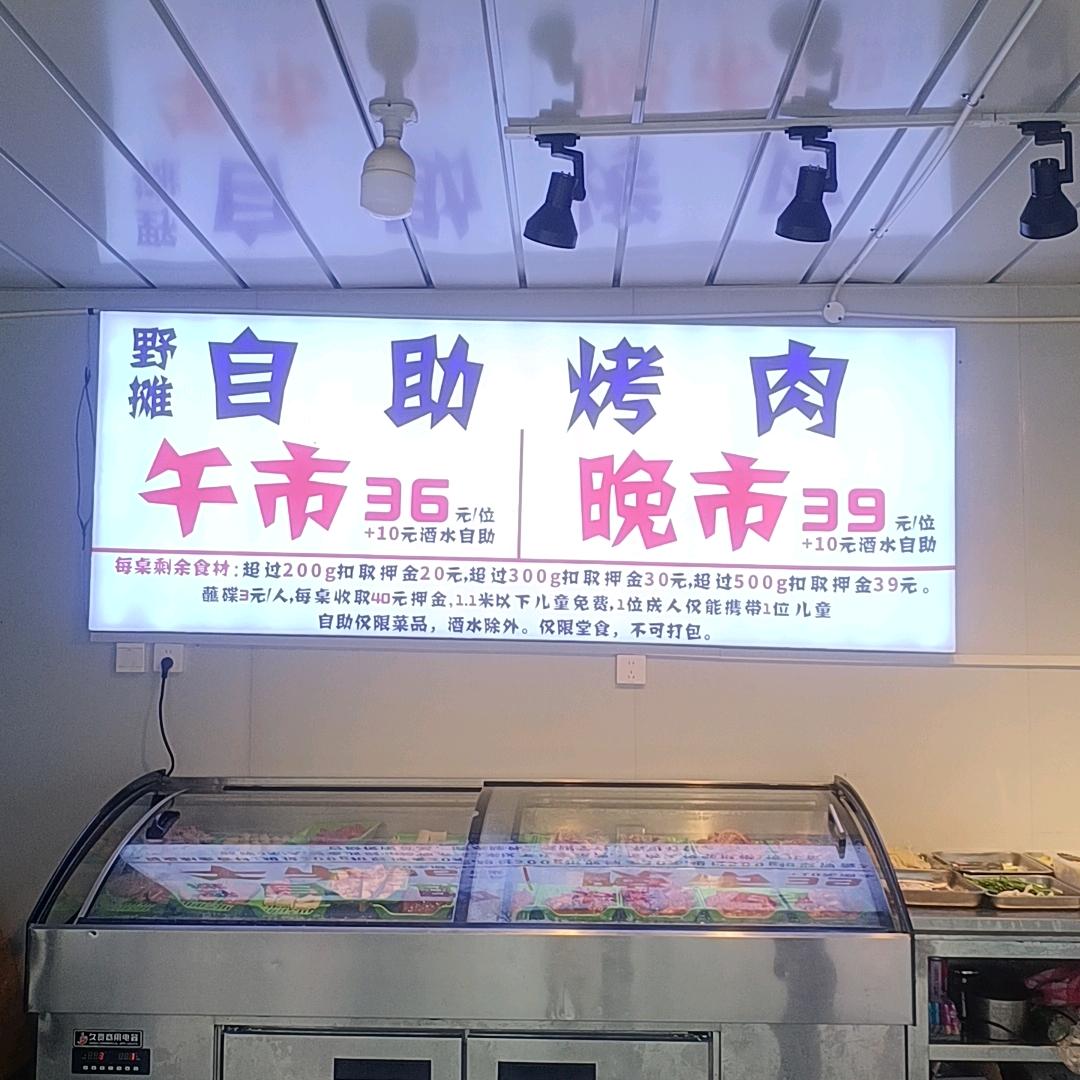 野摊 自助烤肉
午市36元/位
+10元酒水自助
晚市39元/位
+10元酒水自助
每桌剩余食材:超过200g扣取押金20元,超过300g扣取押金30元,超过500g扣取押金39元。
蘸碟3元/人,每桌收取40元押金,1.1米以下儿童免费,1位成人仅能携带1位儿童
自助仅限菜品，酒水除外。仅限堂食，不可打包。